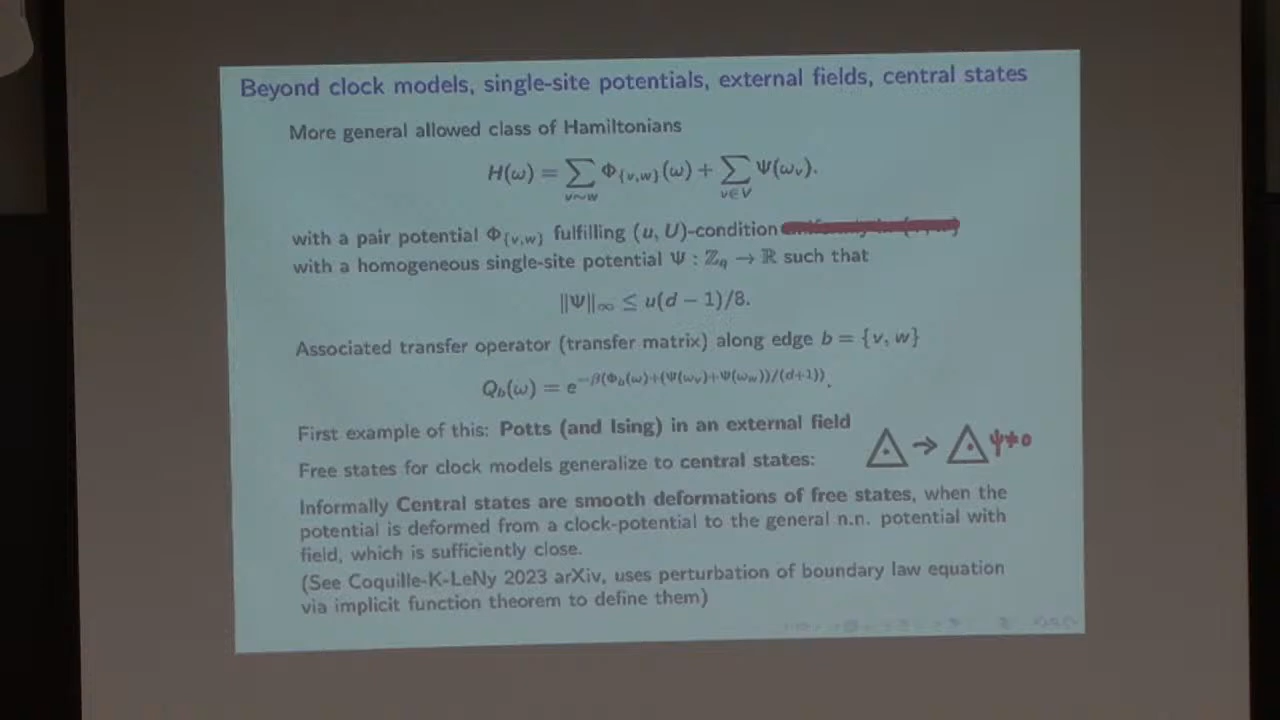 Beyond clock models, single-site potentials, external fields, central states
More general allowed class of Hamiltonians
H(ω) = ∑_{v∼w} Φ_{{v,w}}(ω) + ∑_{v∈V} Ψ(ω_v).
with a pair potential Φ_{{v,w}} fulfilling (u, U)-condition
with a homogeneous single-site potential Ψ : ℤ_q → ℝ such that
‖Ψ‖_∞ ≤ u(d − 1)/8.
Associated transfer operator (transfer matrix) along edge b = {v, w}
Q_b(ω) = e^{−β(Φ_b(ω)+(Ψ(ω_v)+Ψ(ω_w))/(d+1))}.
First example of this: Potts (and Ising) in an external field
△ → △ Ψ≠0
Free states for clock models generalize to central states:
Informally Central states are smooth deformations of free states, when the
potential is deformed from a clock-potential to the general n.n. potential with
field, which is sufficiently close.
(See Coquille-K-LeNy 2023 arXiv, uses perturbation of boundary law equation
via implicit function theorem to define them)